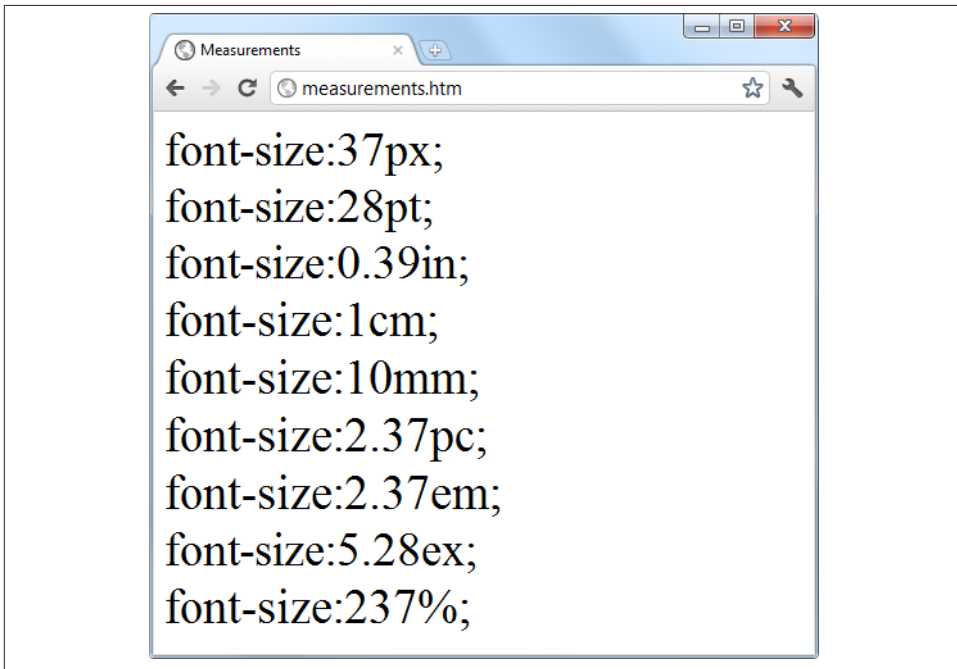 Measurements
measurements.htm
font-size:37px;
font-size:28pt;
font-size:0.39in;
font-size:1cm;
font-size:10mm;
font-size:2.37pc;
font-size:2.37em;
font-size:5.28ex;
font-size:237%;